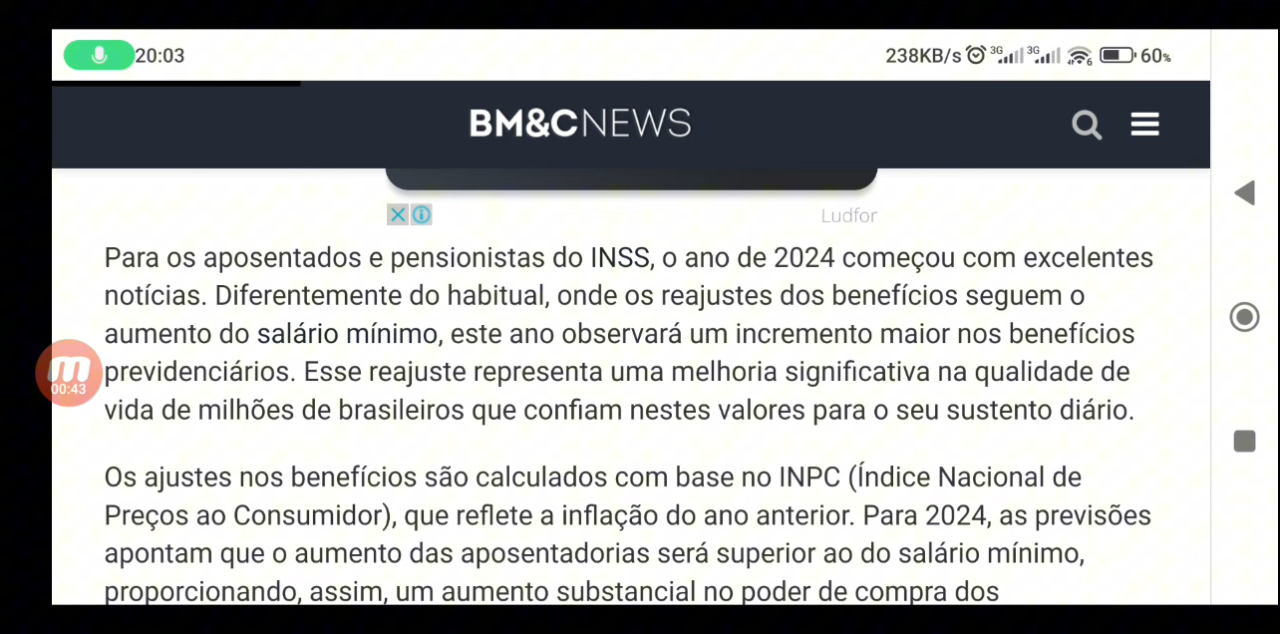 20:03
238KB/s 3G 3G 6 60%
BM&CNEWS
Ludfor
Para os aposentados e pensionistas do INSS, o ano de 2024 começou com excelentes
notícias. Diferentemente do habitual, onde os reajustes dos benefícios seguem o
aumento do salário mínimo, este ano observará um incremento maior nos benefícios
previdenciários. Esse reajuste representa uma melhoria significativa na qualidade de
vida de milhões de brasileiros que confiam nestes valores para o seu sustento diário.
00:43
Os ajustes nos benefícios são calculados com base no INPC (Índice Nacional de
Preços ao Consumidor), que reflete a inflação do ano anterior. Para 2024, as previsões
apontam que o aumento das aposentadorias será superior ao do salário mínimo,
proporcionando, assim, um aumento substancial no poder de compra dos